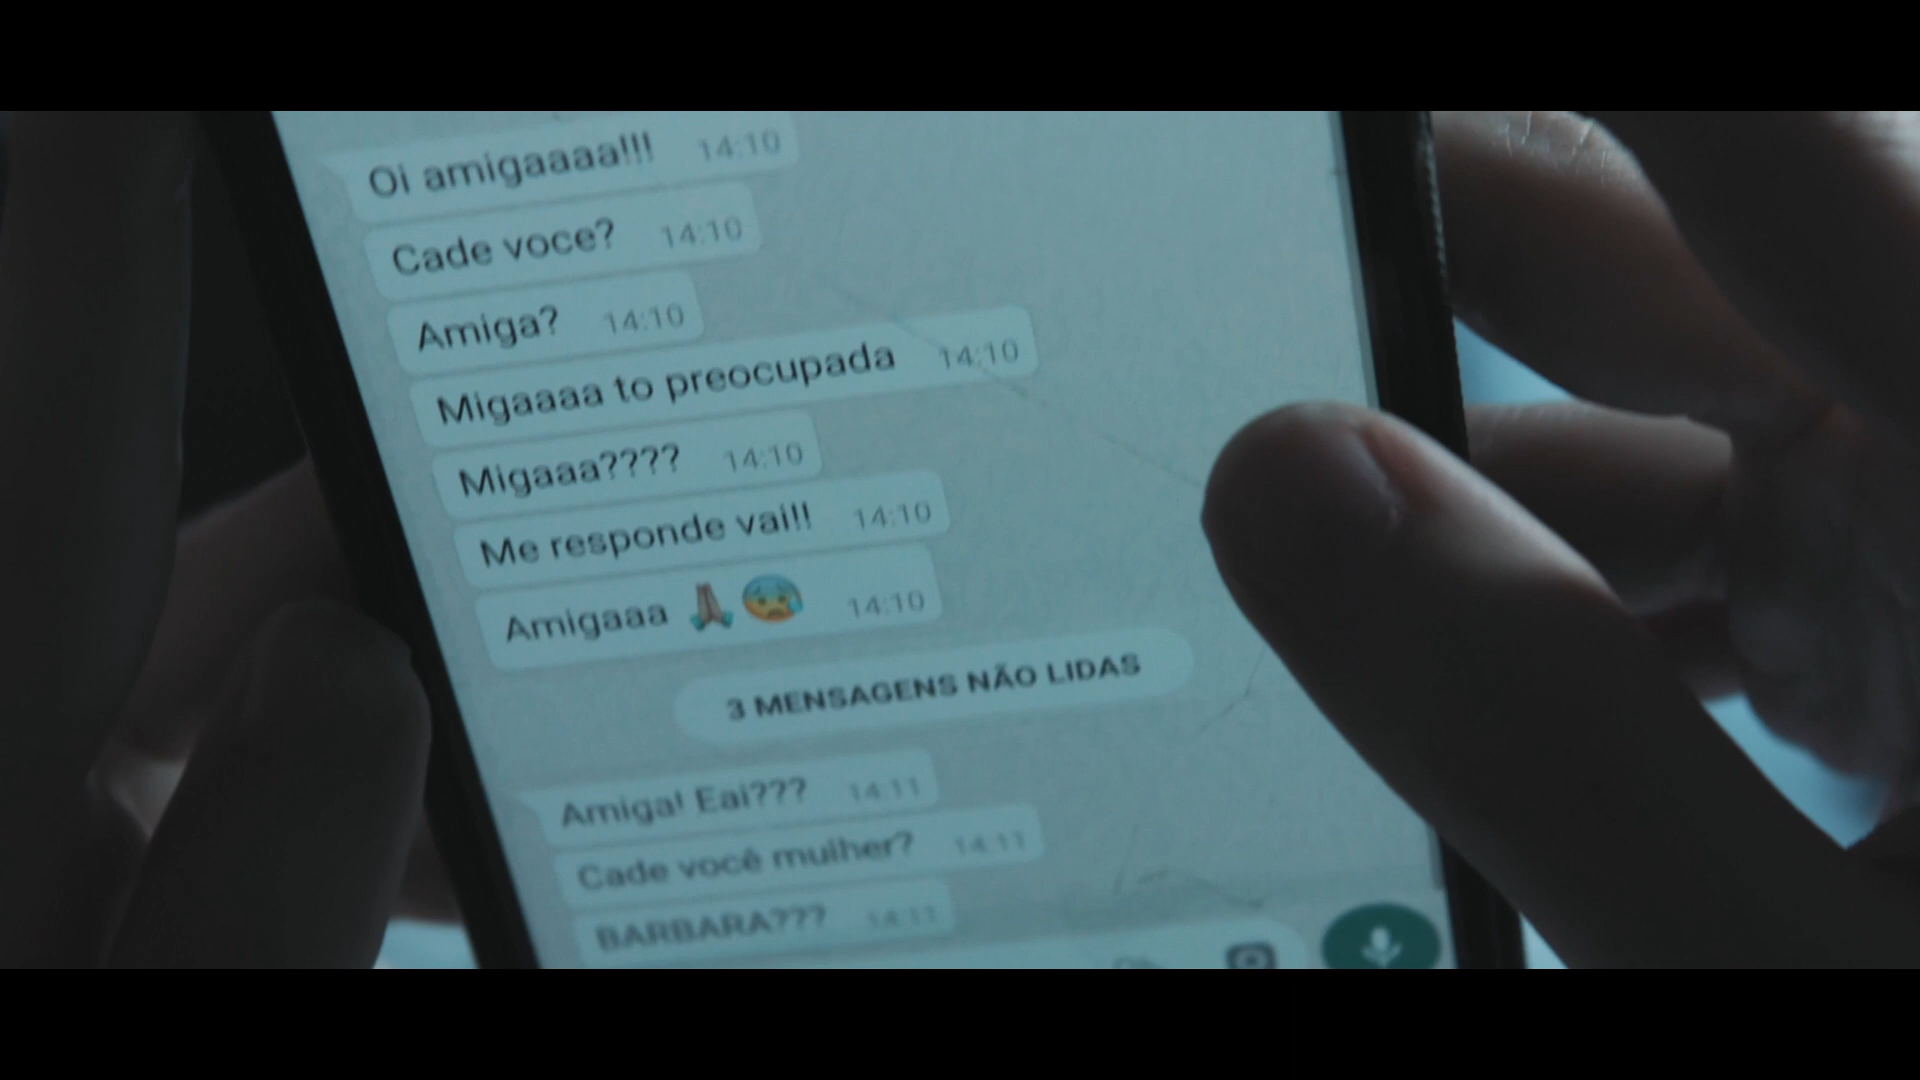 Oi amigaaaa!!! 14:10
Cade voce? 14:10
Amiga? 14:10
Migaaaa to preocupada 14:10
Migaaa???? 14:10
Me responde vai!! 14:10
Amigaaa 🙏🏽😰 14:10
3 MENSAGENS NÃO LIDAS
Amiga! Eai??? 14:11
Cade você mulher? 14:11
BARBARA??? 14:11